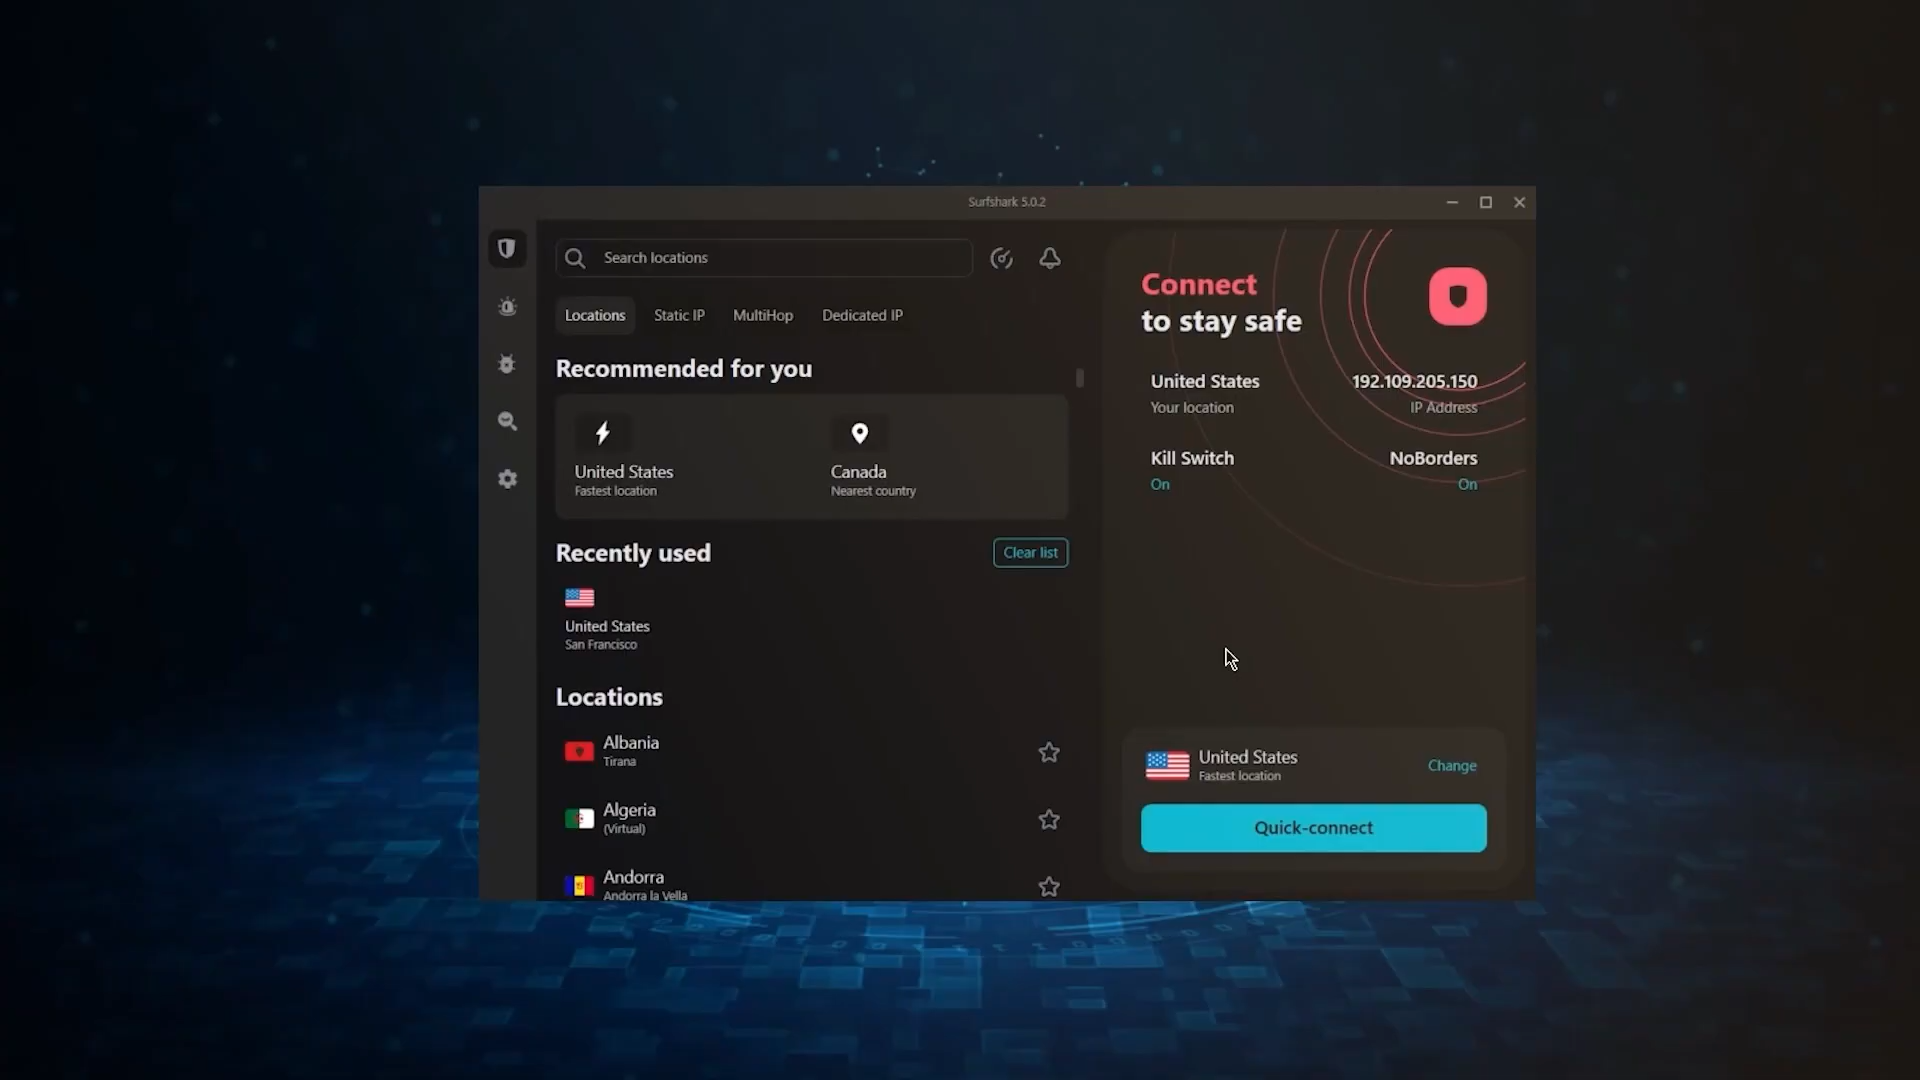 Surfshark 5.0.2
Search locations
Locations
Static IP
MultiHop
Dedicated IP
Recommended for you
United States
Fastest location
Canada
Nearest country
Recently used
Clear list
United States
San Francisco
Locations
Albania
Tirana
Algeria
(Virtual)
Andorra
Andorra la Vella
Connect
to stay safe
United States
192.109.205.150
Your location
IP Address
Kill Switch
NoBorders
On
On
United States
Fastest location
Change
Quick-connect